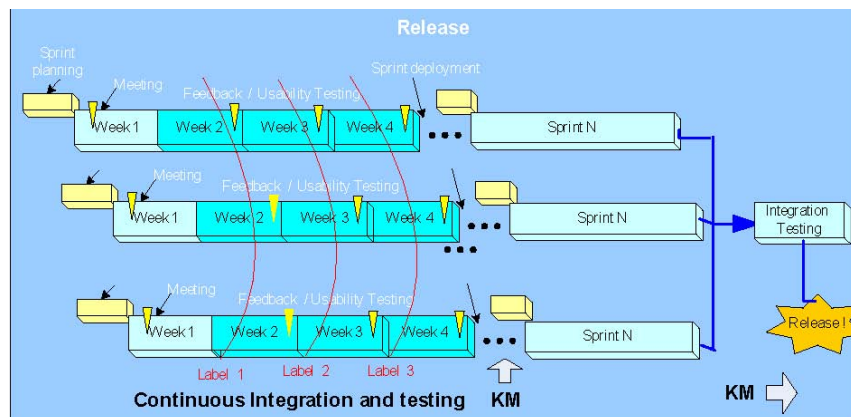 Release
Sprint
planning
Meeting
Feedback / Usability Testing
Sprint deployment
Week 1
Week 2
Week 3
Week 4
Sprint N
Meeting
Feedback / Usability Testing
Week 1
Week 2
Week 3
Week 4
Sprint N
Integration
Testing
Meeting
Feedback / Usability Testing
Week 1
Week 2
Week 3
Week 4
Sprint N
Release !
Label 1
Label 2
Label 3
Continuous Integration and testing
KM
KM